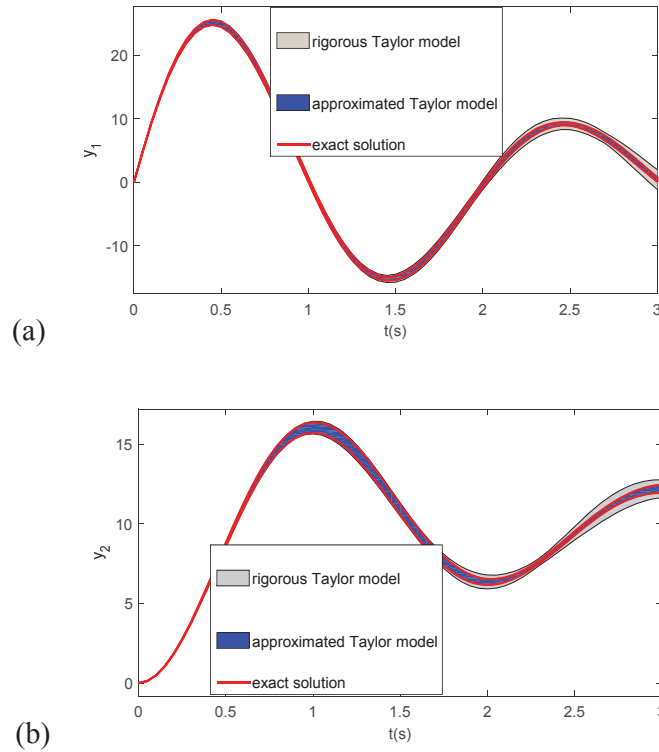 20
10
0
-10
y1
rigorous Taylor model
approximated Taylor model
exact solution
0 0.5 1 1.5 2 2.5 3
t(s)
(a)
15
10
5
0
y2
rigorous Taylor model
approximated Taylor model
exact solution
0 0.5 1 1.5 2 2.5 3
t(s)
(b)